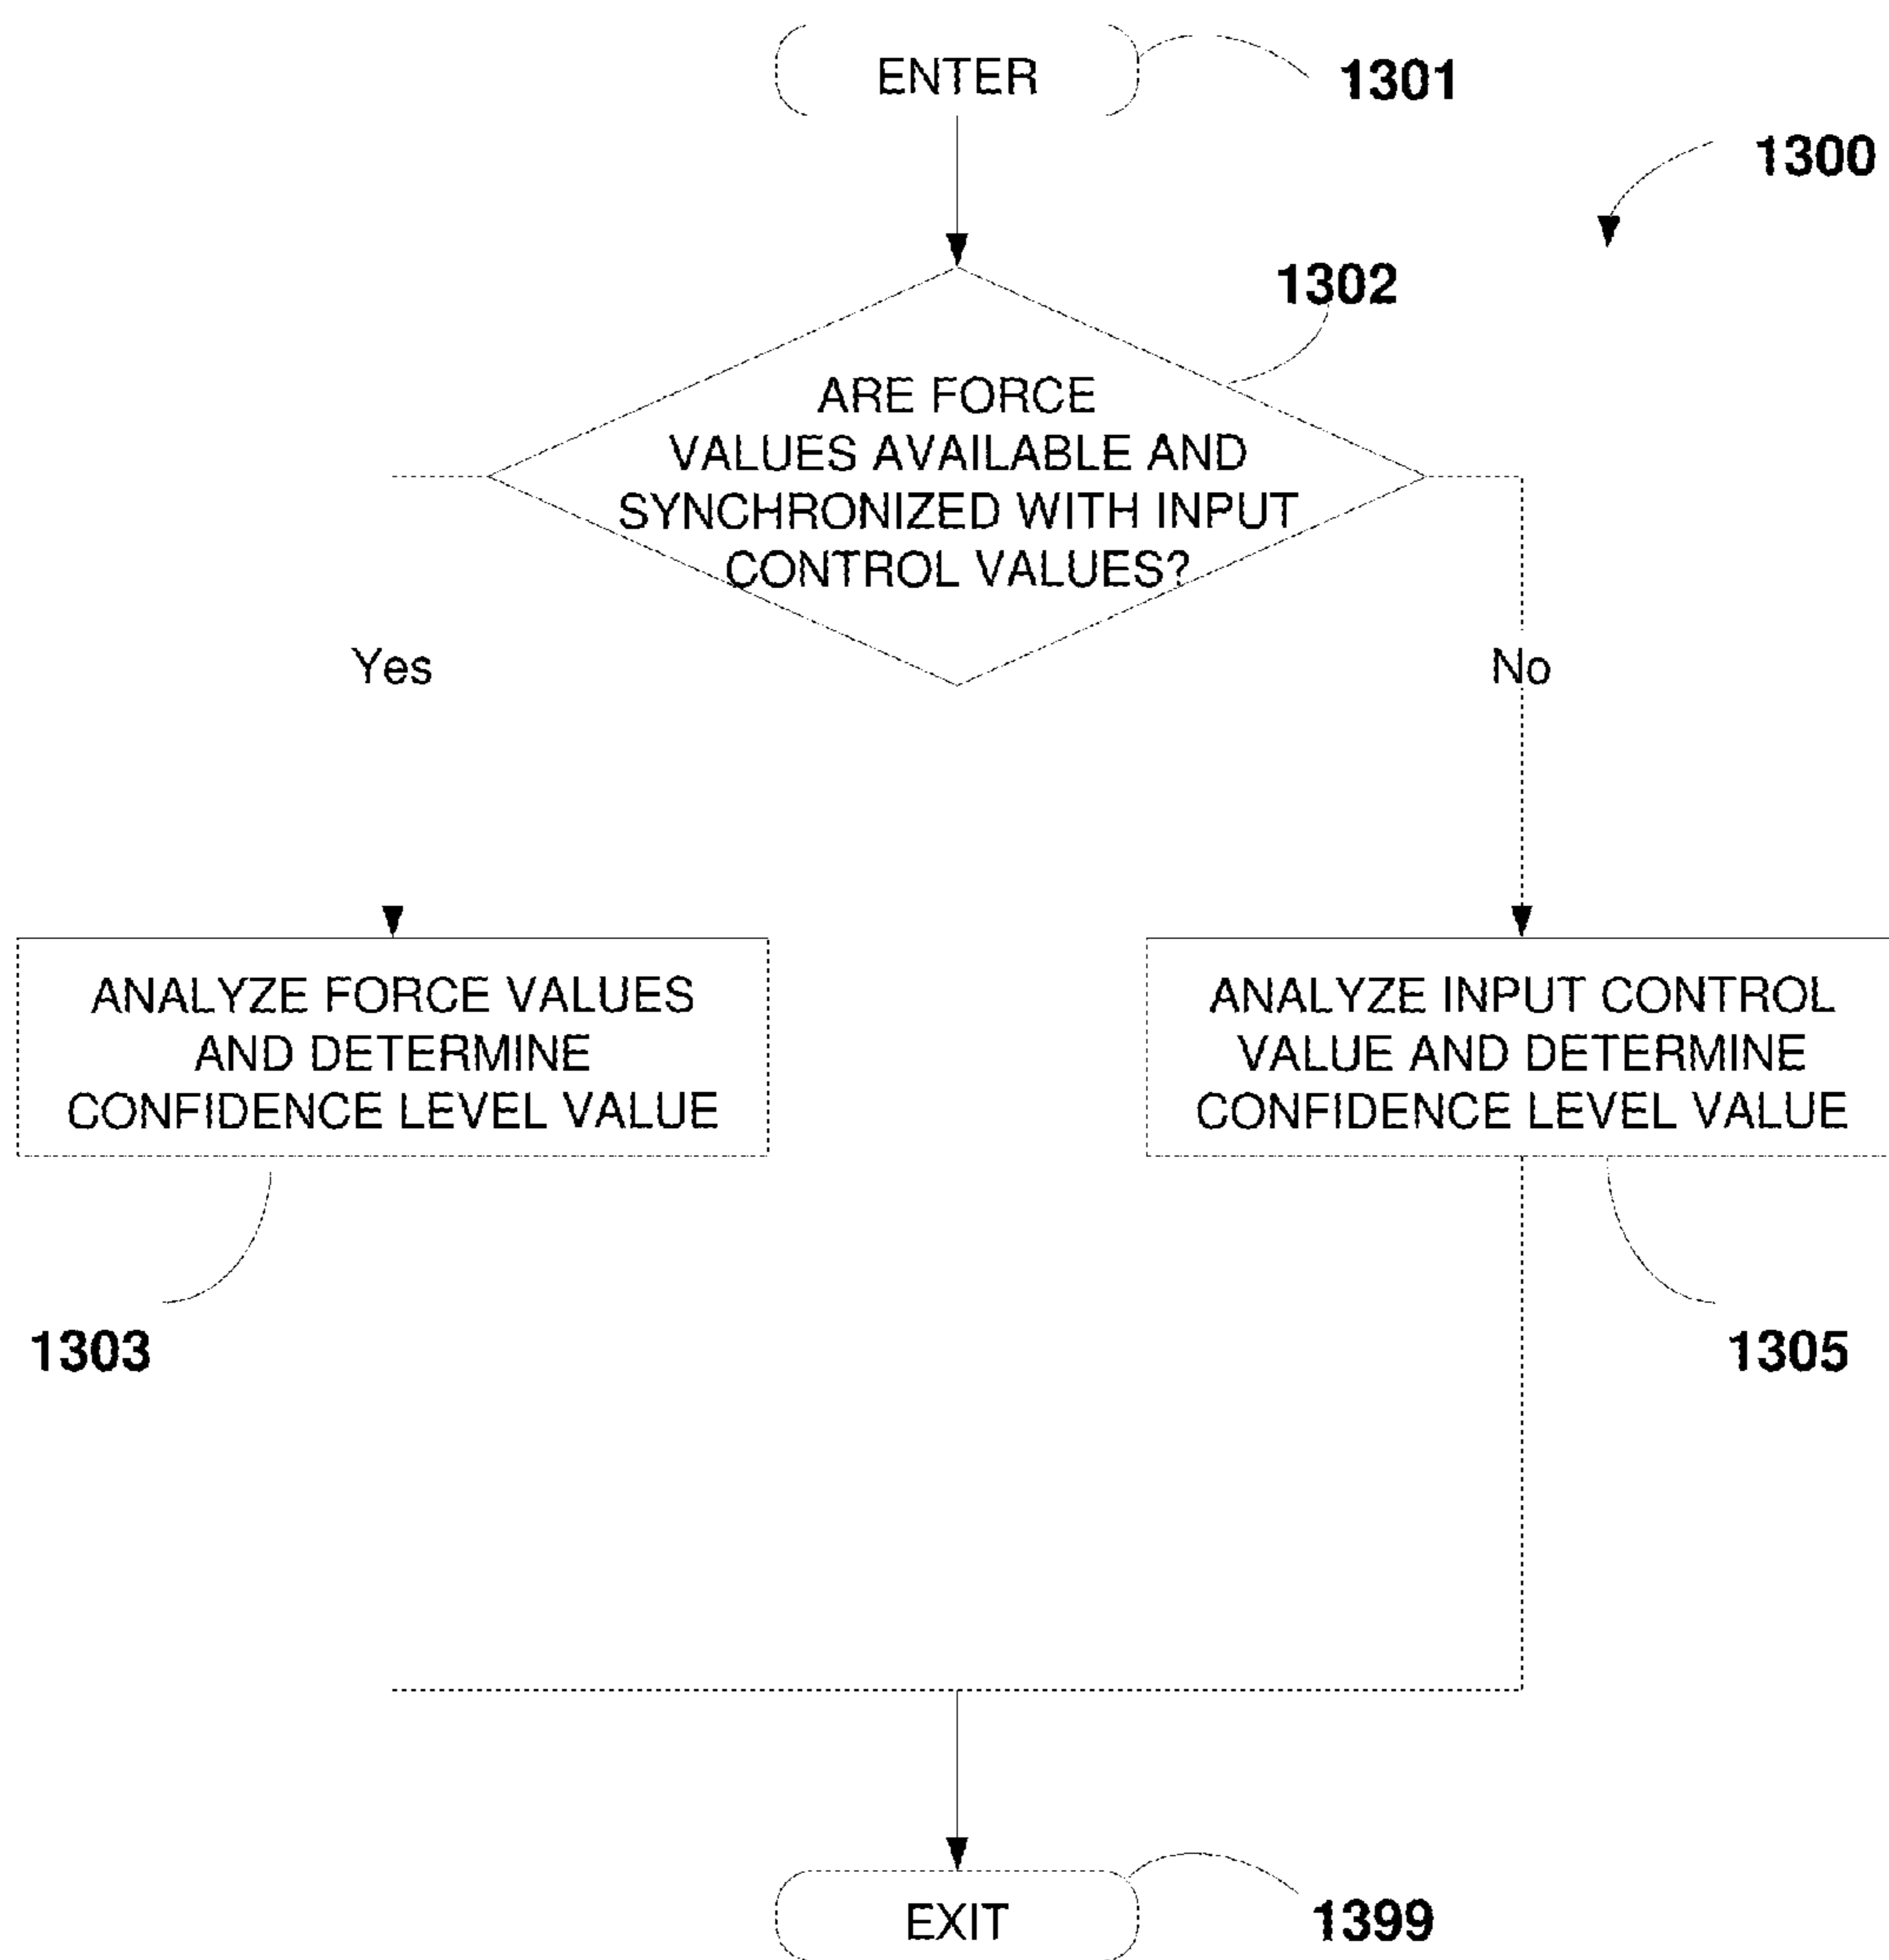 ENTER
1301
1300
1302
ARE FORCE
VALUES AVAILABLE AND
SYNCHRONIZED WITH INPUT
CONTROL VALUES?
Yes
No
ANALYZE FORCE VALUES
AND DETERMINE
CONFIDENCE LEVEL VALUE
ANALYZE INPUT CONTROL
VALUE AND DETERMINE
CONFIDENCE LEVEL VALUE
1303
1305
EXIT
1399